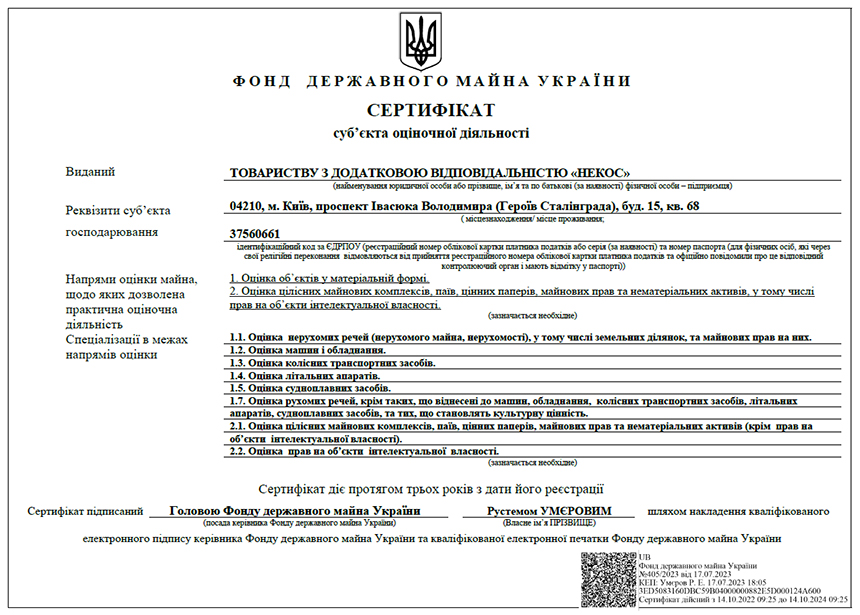 ФОНД ДЕРЖАВНОГО МАЙНА УКРАЇНИ
СЕРТИФІКАТ
суб’єкта оціночної діяльності
Виданий
ТОВАРИСТВУ З ДОДАТКОВОЮ ВІДПОВІДАЛЬНІСТЮ «НЕКОС»
(найменування юридичної особи або прізвище, ім’я та по батькові (за наявності) фізичної особи – підприємця)
Реквізити суб’єкта
господарювання
04210, м. Київ, проспект Івасюка Володимира (Героїв Сталінграда), буд. 15, кв. 68
( місцезнаходження/ місце проживання;
37560661
ідентифікаційний код за ЄДРПОУ (реєстраційний номер облікової картки платника податків або серія (за наявності) та номер паспорта (для фізичних осіб, які через
свої релігійні переконання відмовляються від прийняття реєстраційного номера облікової картки платника податків та офіційно повідомили про це відповідний
контролюючий орган і мають відмітку у паспорті))
Напрями оцінки майна,
щодо яких дозволена
практична оціночна
діяльність
1. Оцінка об’єктів у матеріальній формі.
2. Оцінка цілісних майнових комплексів, паїв, цінних паперів, майнових прав та нематеріальних активів, у тому числі
прав на об’єкти інтелектуальної власності.
(зазначається необхідне)
Спеціалізації в межах
напрямів оцінки
1.1. Оцінка нерухомих речей (нерухомого майна, нерухомості), у тому числі земельних ділянок, та майнових прав на них.
1.2. Оцінка машин і обладнання.
1.3. Оцінка колісних транспортних засобів.
1.4. Оцінка літальних апаратів.
1.5. Оцінка судноплавних засобів.
1.7. Оцінка рухомих речей, крім таких, що віднесені до машин, обладнання, колісних транспортних засобів, літальних
апаратів, судноплавних засобів, та тих, що становлять культурну цінність.
2.1. Оцінка цілісних майнових комплексів, паїв, цінних паперів, майнових прав та нематеріальних активів (крім прав на
об’єкти інтелектуальної власності).
2.2. Оцінка прав на об’єкти інтелектуальної власності.
(зазначається необхідне)
Сертифікат діє протягом трьох років з дати його реєстрації
Сертифікат підписаний Головою Фонду державного майна України Рустемом УМЄРОВИМ шляхом накладення кваліфікованого
(посада керівника Фонду державного майна України) (Власне ім’я ПРІЗВИЩЕ)
електронного підпису керівника Фонду державного майна України та кваліфікованої електронної печатки Фонду державного майна України
UB
Фонд державного майна України
№405/2023 від 17.07.2023
КЕП: Умєров Р. Е. 17.07.2023 18:05
3ED5083160DBC59B04000000882E5D000124A600
Сертифікат дійсний з 14.10.2022 09:25 до 14.10.2024 09:25